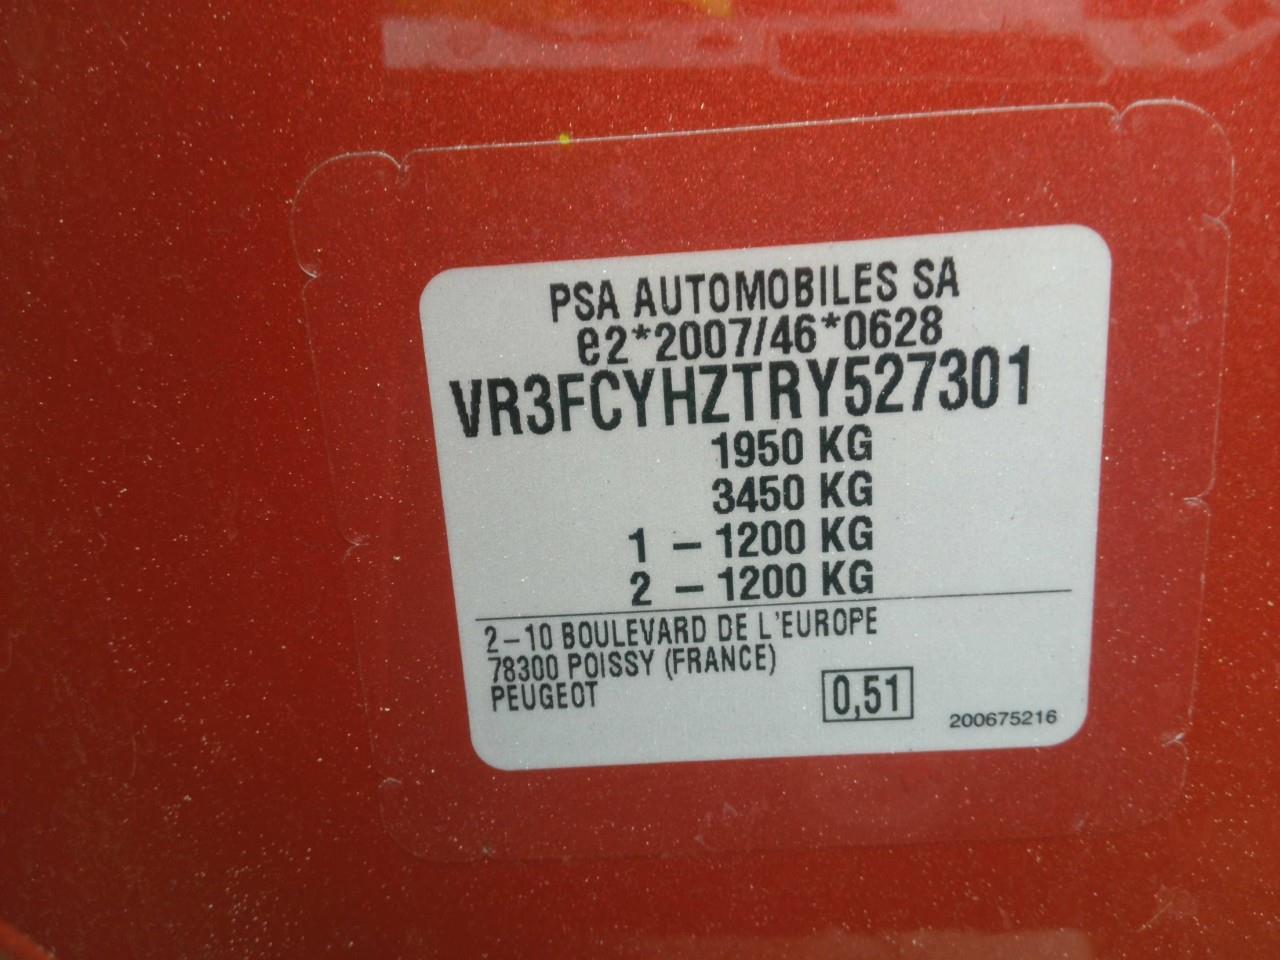 PSA AUTOMOBILES SA
e2*2007/46*0628
VR3FCYHZTRY527301
1950 KG
3450 KG
1 – 1200 KG
2 – 1200 KG
2–10 BOULEVARD DE L'EUROPE
78300 POISSY (FRANCE)
PEUGEOT
0,51
200675216